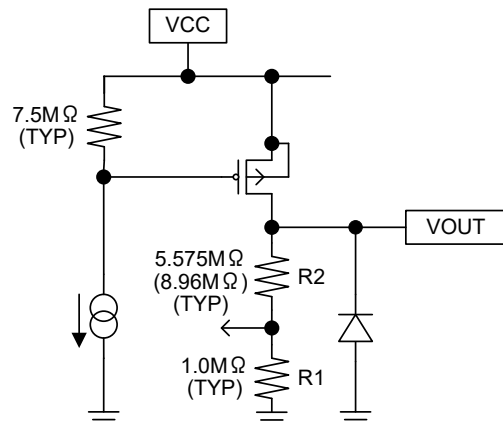 VCC
7.5MΩ
(TYP)
VOUT
5.575MΩ
(8.96MΩ)
(TYP)
R2
1.0MΩ
(TYP)
R1